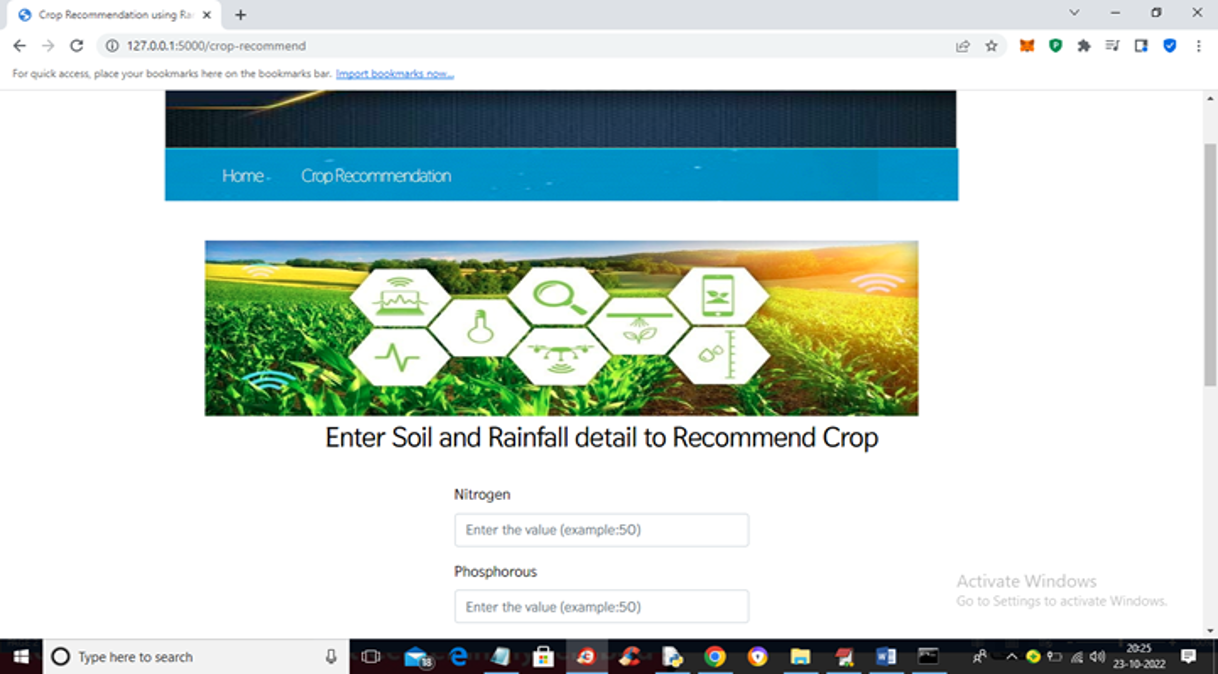 Crop Recommendation using Ra
127.0.0.1:5000/crop-recommend
For quick access, place your bookmarks here on the bookmarks bar. Import bookmarks now...
Home
Crop Recommendation
Enter Soil and Rainfall detail to Recommend Crop
Nitrogen
Enter the value (example:50)
Phosphorous
Enter the value (example:50)
Activate Windows
Go to Settings to activate Windows.
Type here to search
18
20:25
23-10-2022